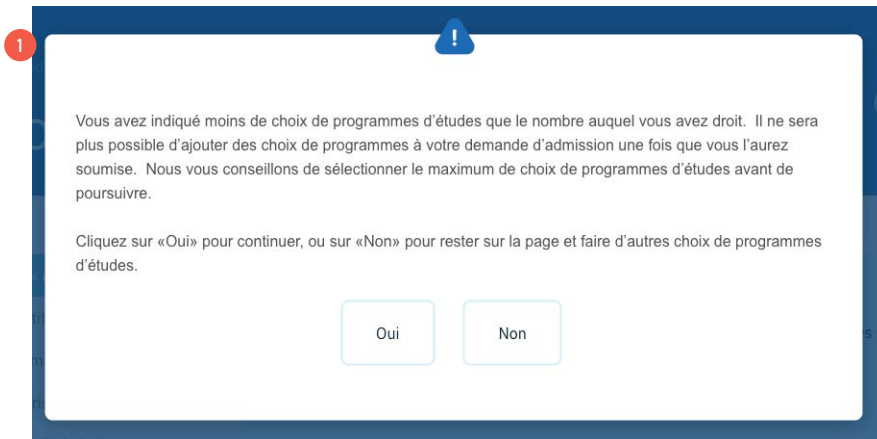 1
!
Vous avez indiqué moins de choix de programmes d'études que le nombre auquel vous avez droit.  Il ne sera
plus possible d'ajouter des choix de programmes à votre demande d'admission une fois que vous l'aurez
soumise.  Nous vous conseillons de sélectionner le maximum de choix de programmes d'études avant de
poursuivre.
Cliquez sur «Oui» pour continuer, ou sur «Non» pour rester sur la page et faire d'autres choix de programmes
d'études.
Oui Non